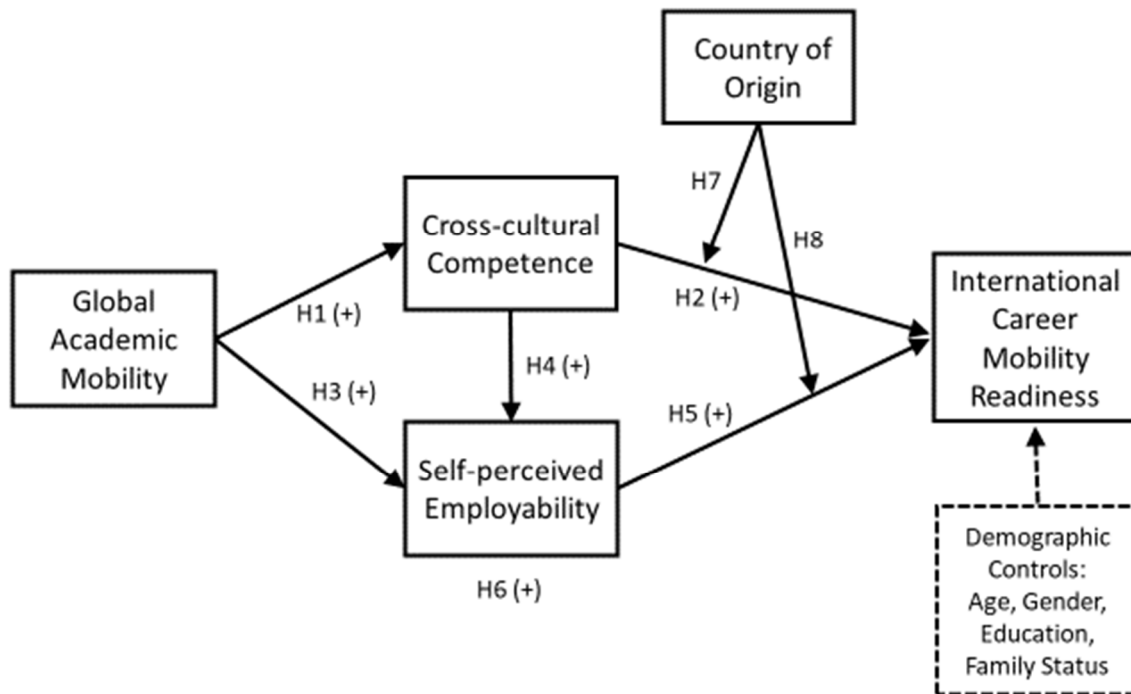 Country of
Origin
H7
H8
Cross-cultural
Competence
Global
Academic
Mobility
H1 (+)
H2 (+)
H3 (+)
H4 (+)
H5 (+)
International
Career
Mobility
Readiness
Self-perceived
Employability
H6 (+)
Demographic
Controls:
Age, Gender,
Education,
Family Status